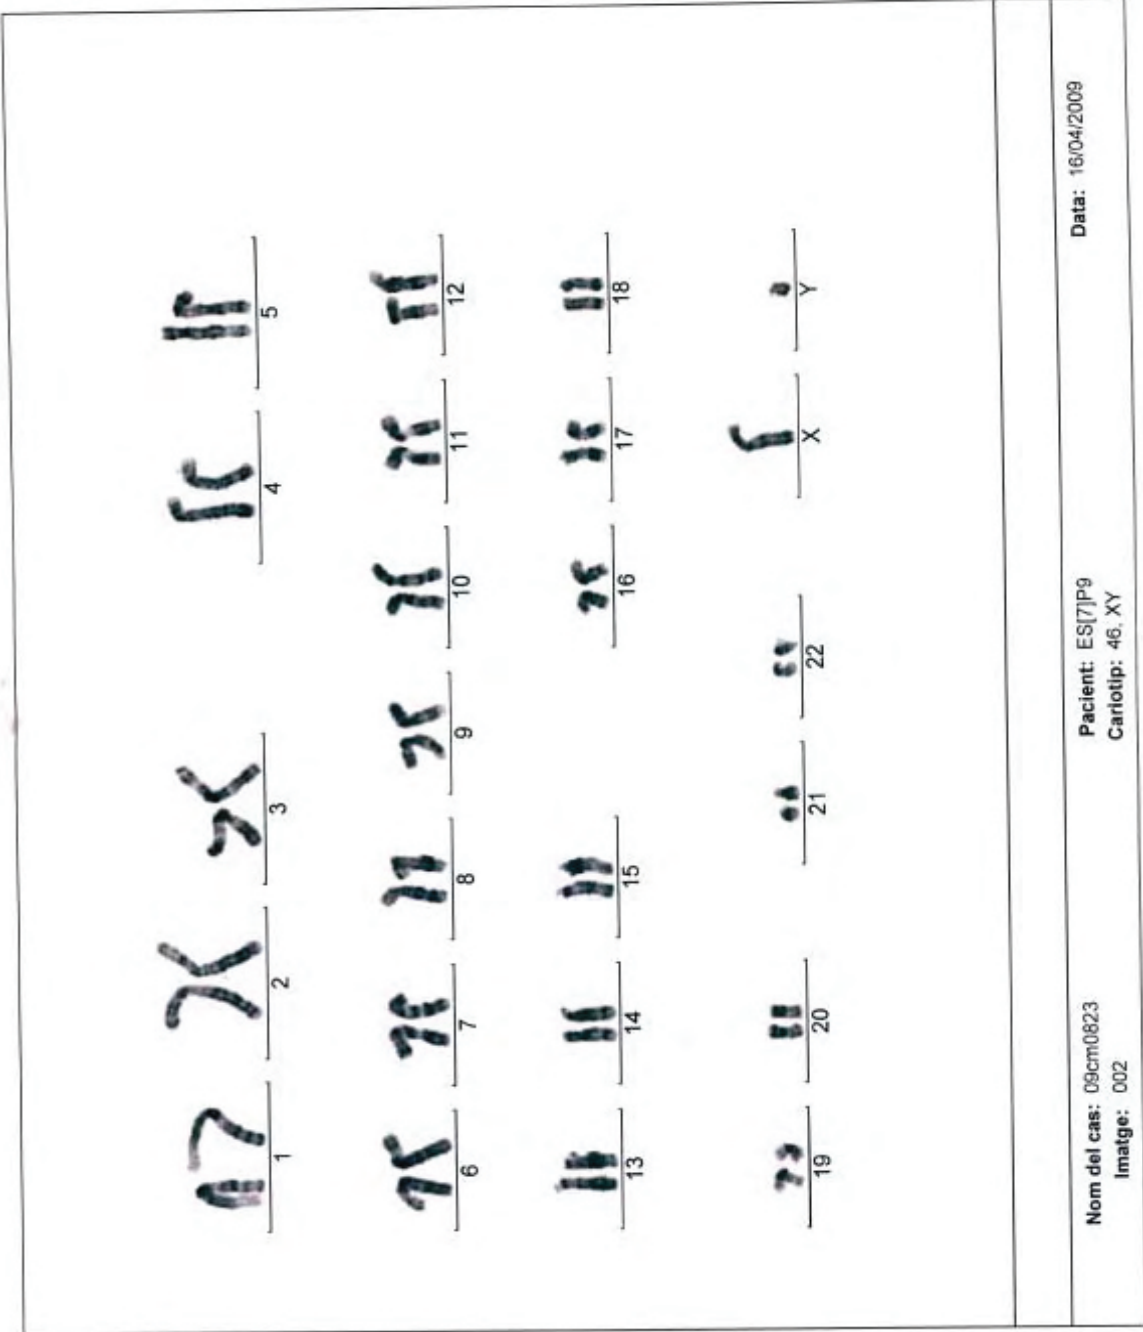 1 2 3 4 5
6 7 8 9 10 11 12
13 14 15 16 17 18
19 20 21 22 X Y
Nom del cas: 09cm0823
Imatge: 002
Pacient: ES[7]P9
Cariotip: 46, XY
Data: 16/04/2009